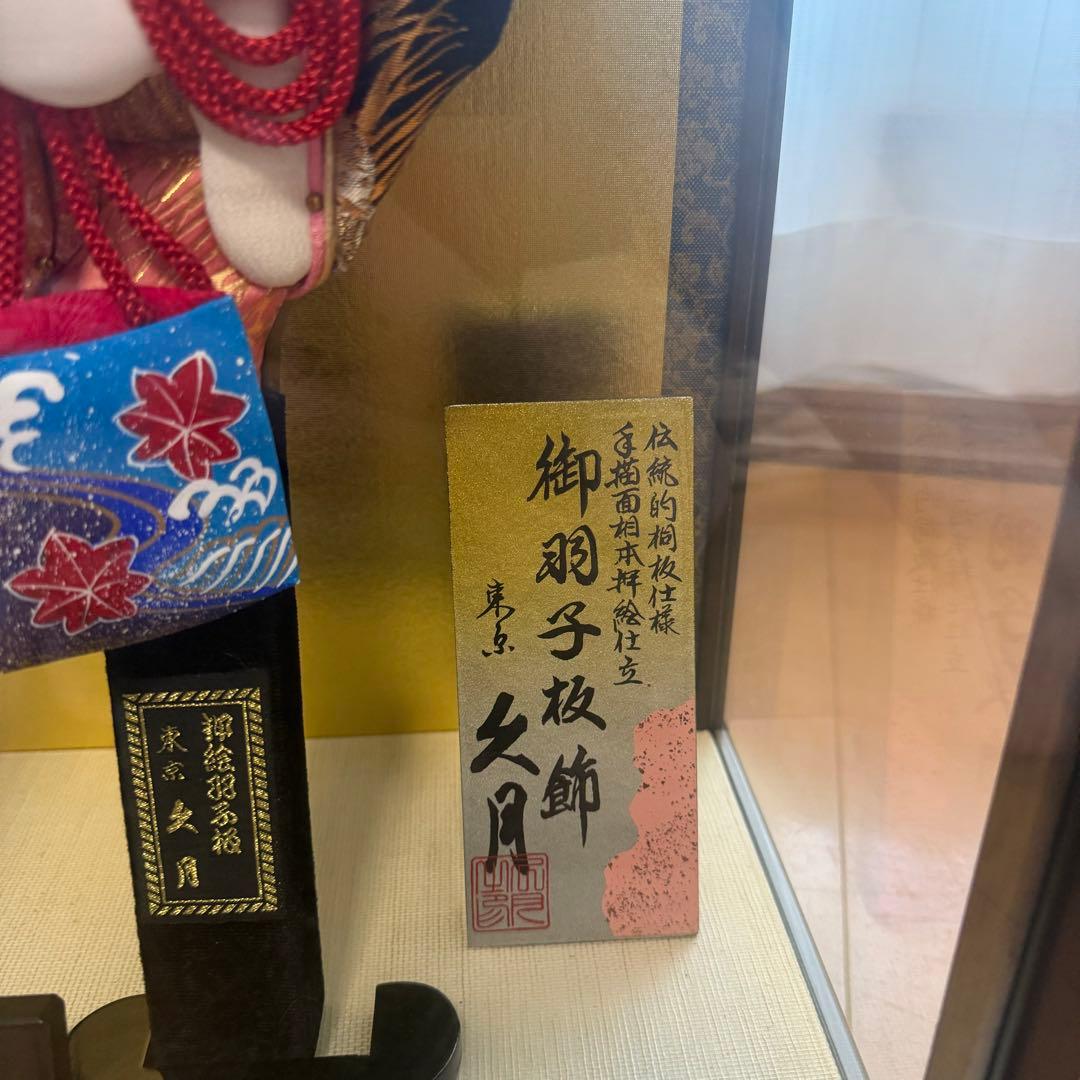 伝統的桐板仕様
手描面相本押絵仕立
御羽子板飾
東京 久月
押絵羽子板
東京 久月